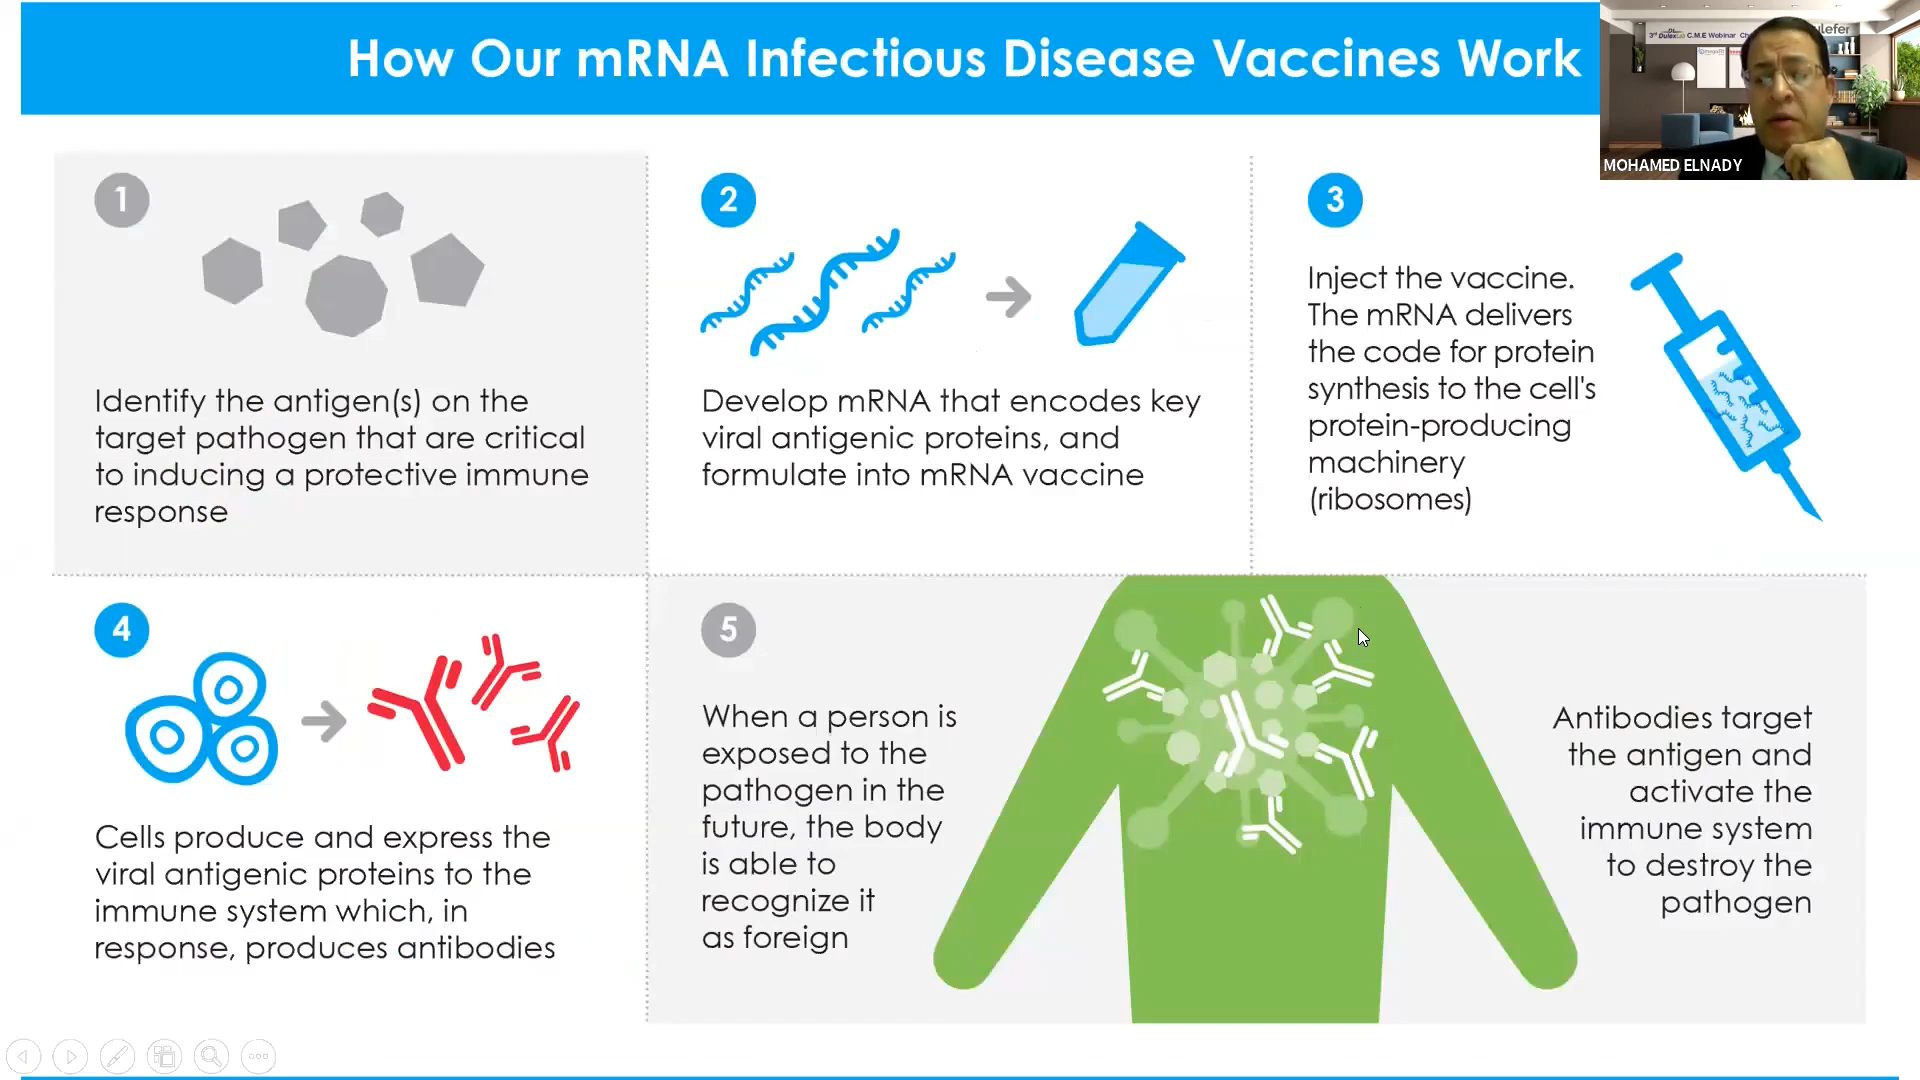 How Our mRNA Infectious Disease Vaccines Work
3rd Dulex Lab C.M.E Webinar
ulefer
MOHAMED ELNADY
1
Identify the antigen(s) on the
target pathogen that are critical
to inducing a protective immune
response
2
Develop mRNA that encodes key
viral antigenic proteins, and
formulate into mRNA vaccine
3
Inject the vaccine.
The mRNA delivers
the code for protein
synthesis to the cell's
protein-producing
machinery
(ribosomes)
4
Cells produce and express the
viral antigenic proteins to the
immune system which, in
response, produces antibodies
5
When a person is
exposed to the
pathogen in the
future, the body
is able to
recognize it
as foreign
Antibodies target
the antigen and
activate the
immune system
to destroy the
pathogen